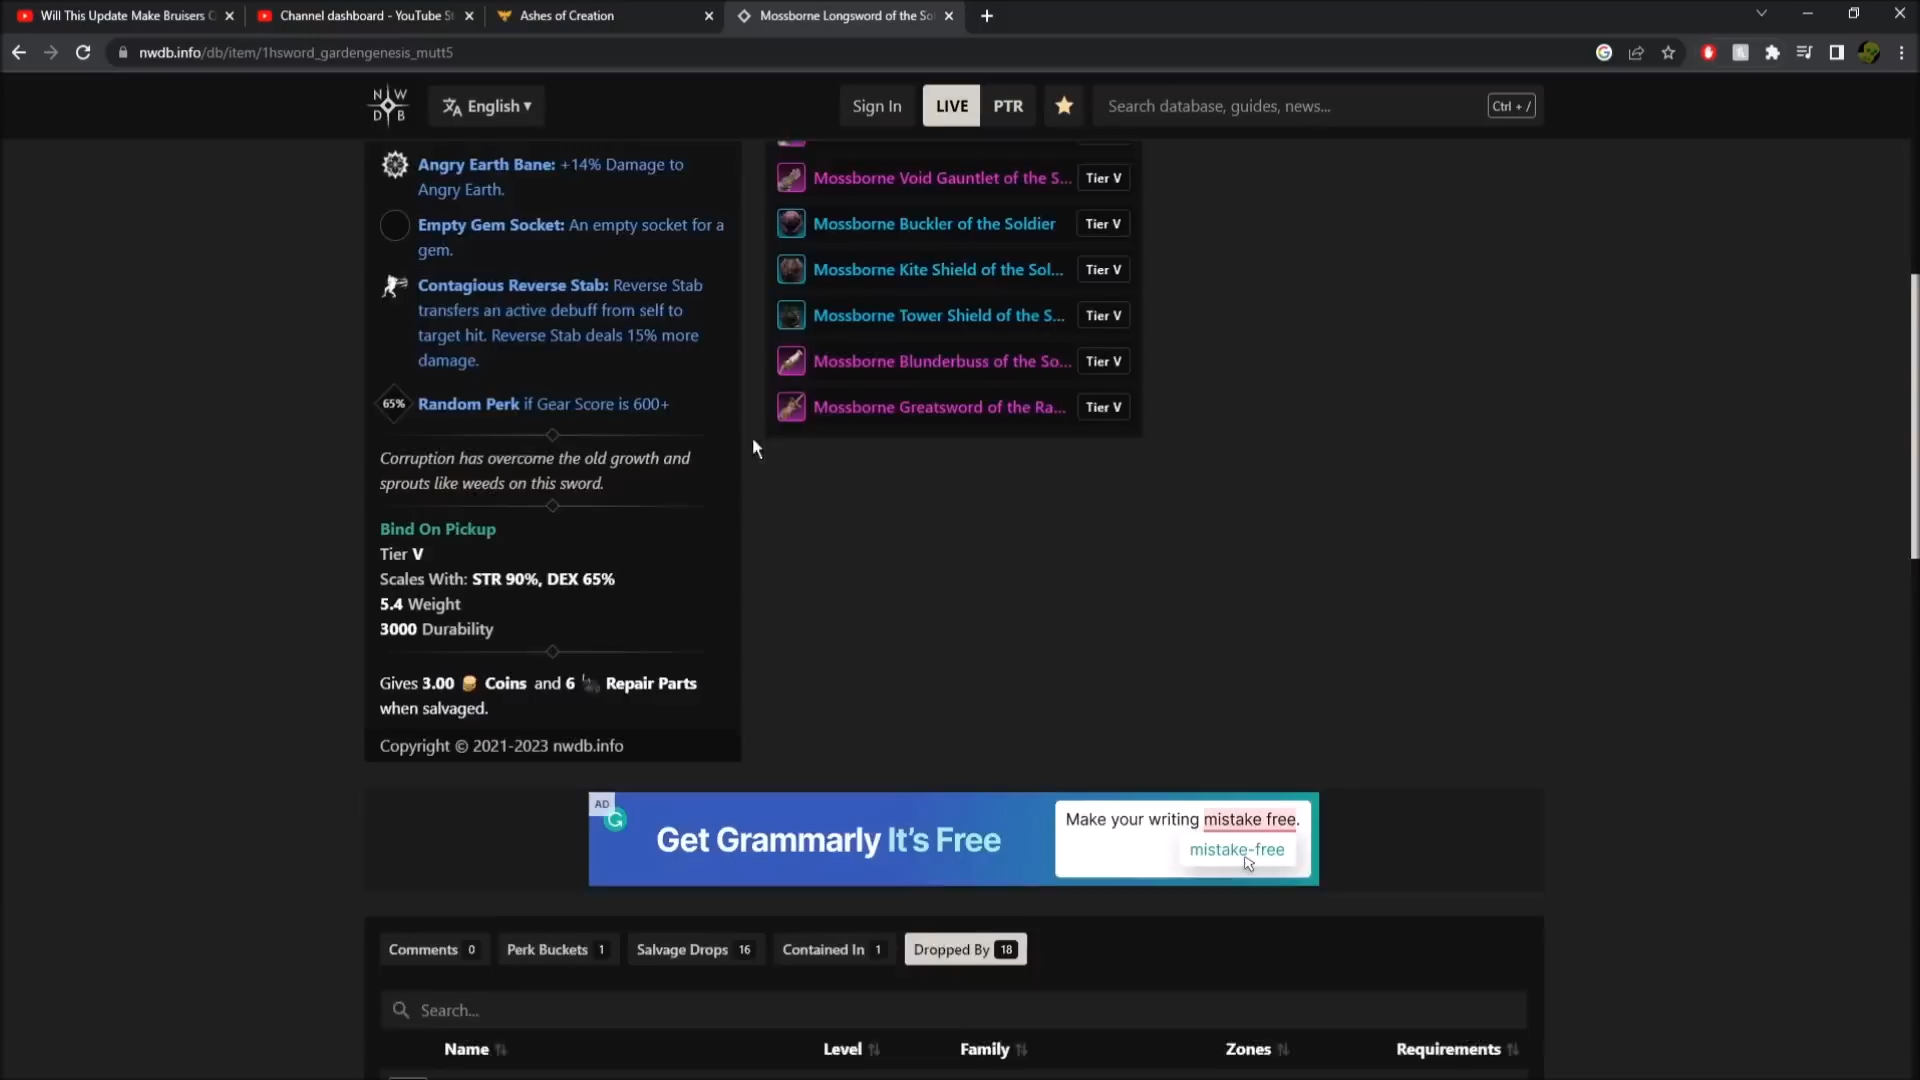 Will This Update Make Bruisers
Channel dashboard - YouTube St
Ashes of Creation
Mossborne Longsword of the So
nwdb.info/db/item/1hsword_gardengenesis_mutt5
N W D B
English ▾
Sign In
LIVE
PTR
Search database, guides, news...
Ctrl + /
Angry Earth Bane: +14% Damage to
Angry Earth.
Empty Gem Socket: An empty socket for a
gem.
Contagious Reverse Stab: Reverse Stab
transfers an active debuff from self to
target hit. Reverse Stab deals 15% more
damage.
65% Random Perk if Gear Score is 600+
Corruption has overcome the old growth and
sprouts like weeds on this sword.
Bind On Pickup
Tier V
Scales With: STR 90%, DEX 65%
5.4 Weight
3000 Durability
Gives 3.00 Coins and 6 Repair Parts
when salvaged.
Copyright © 2021-2023 nwdb.info
Mossborne Void Gauntlet of the S... Tier V
Mossborne Buckler of the Soldier Tier V
Mossborne Kite Shield of the Sol... Tier V
Mossborne Tower Shield of the S... Tier V
Mossborne Blunderbuss of the So... Tier V
Mossborne Greatsword of the Ra... Tier V
AD
Get Grammarly It's Free
Make your writing mistake free.
mistake-free
Comments 0 Perk Buckets 1 Salvage Drops 16 Contained In 1 Dropped By 18
Search...
Name Level Family Zones Requirements